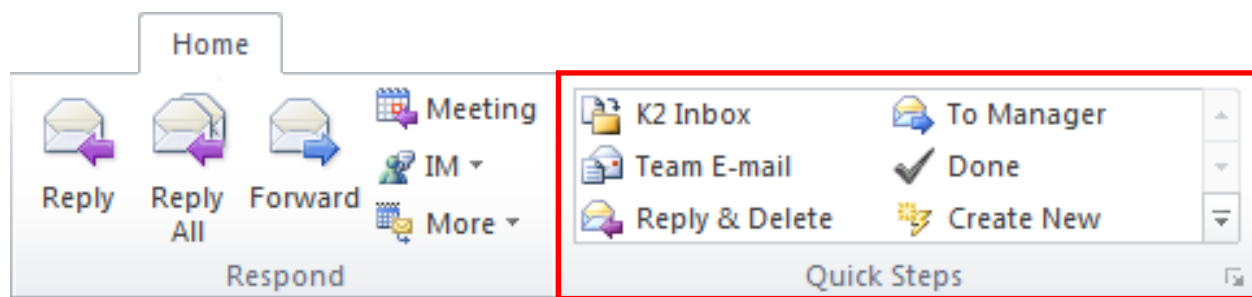 Home
Reply
Reply
All
Forward
Meeting
IM
More
Respond
K2 Inbox
To Manager
Team E-mail
Done
Reply & Delete
Create New
Quick Steps